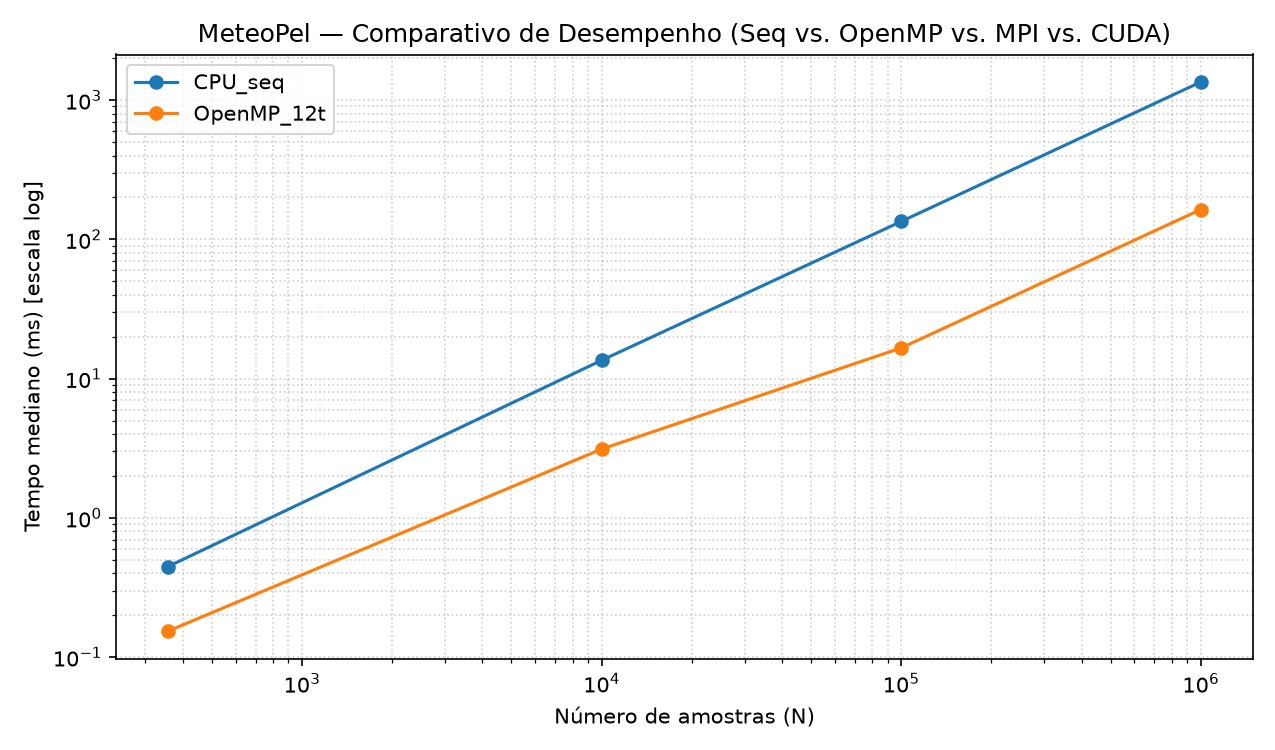 MeteoPel — Comparativo de Desempenho (Seq vs. OpenMP vs. MPI vs. CUDA)
CPU_seq
OpenMP_12t
Tempo mediano (ms) [escala log]
10³
10²
10¹
10⁰
10⁻¹
10³ 10⁴ 10⁵ 10⁶
Número de amostras (N)